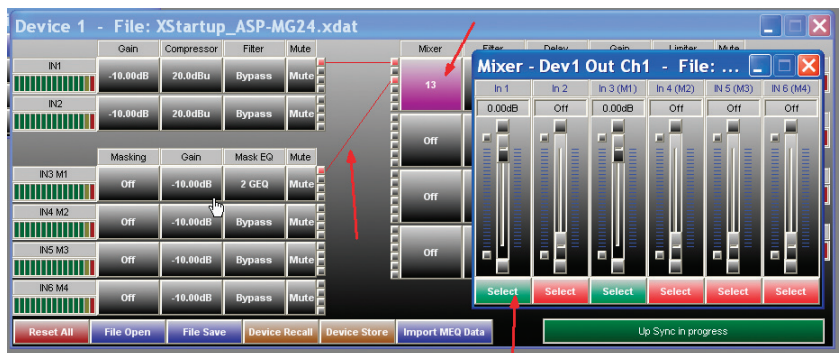 Device 1 - File: XStartup_ASP-MG24.xdat
Gain Compressor Filter Mute Mixer Filter Delay Gain Limiter Mute
IN1
-10.00dB 20.0dBu Bypass Mute 13
IN2
-10.00dB 20.0dBu Bypass Mute Off
Masking Gain Mask EQ Mute
IN3 M1
Off -10.00dB 2 GEQ Mute Off
IN4 M2
Off -10.00dB Bypass Mute
IN5 M3
Off -10.00dB Bypass Mute Off
IN6 M4
Off -10.00dB Bypass Mute
Reset All File Open File Save Device Recall Device Store Import MEQ Data Up Sync in progress
Mixer - Dev1 Out Ch1 - File: ...
In 1 In 2 In 3 (M1) In 4 (M2) IN 5 (M3) IN 6 (M4)
0.00dB Off 0.00dB Off Off Off
Select Select Select Select Select Select